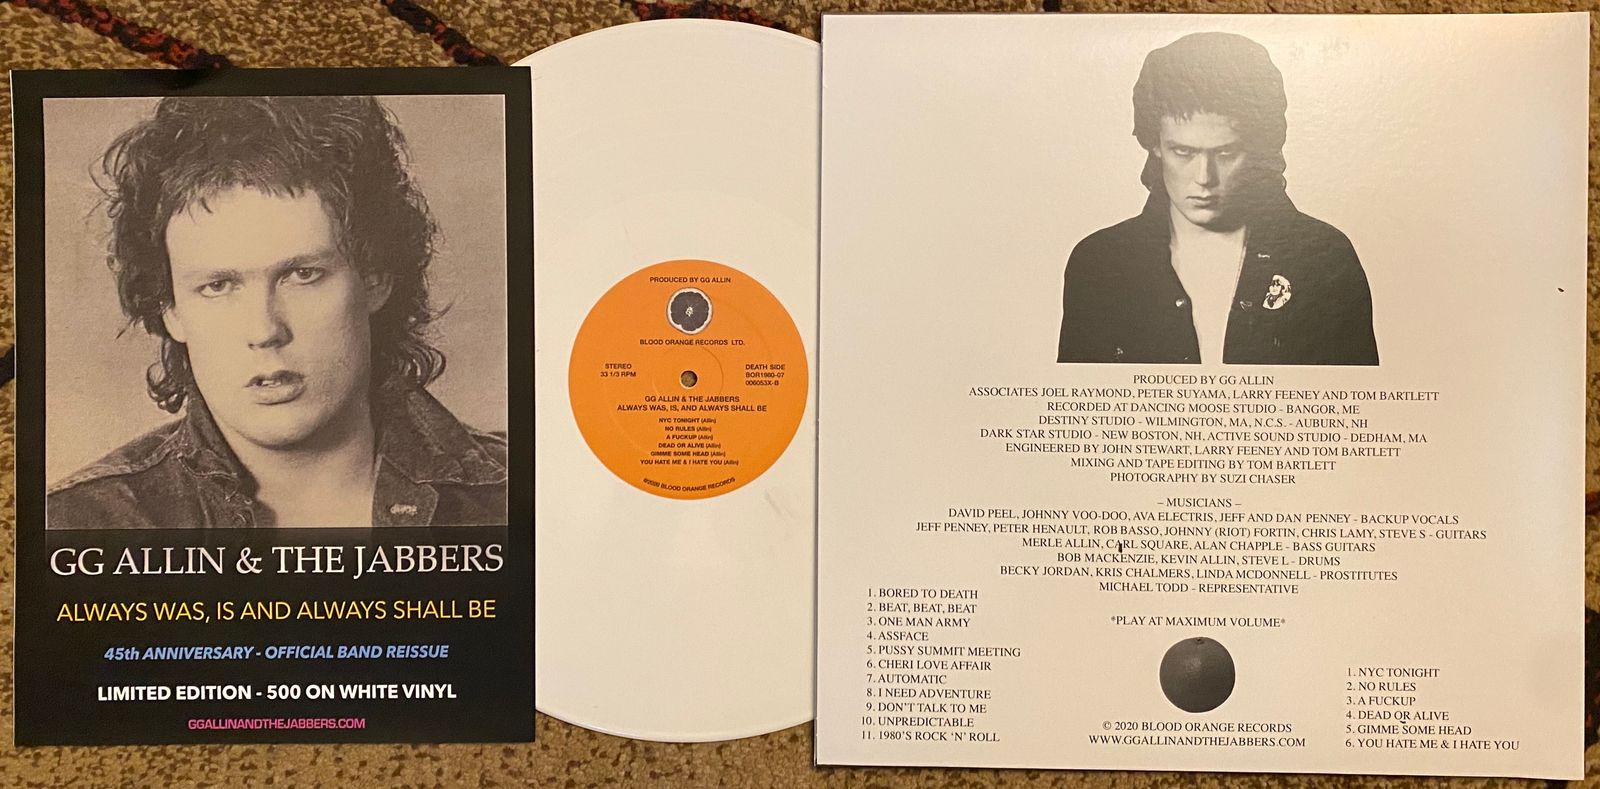 GG ALLIN & THE JABBERS
ALWAYS WAS, IS AND ALWAYS SHALL BE
45th ANNIVERSARY - OFFICIAL BAND REISSUE
LIMITED EDITION - 500 ON WHITE VINYL
GGALLINANDTHEJABBERS.COM
PRODUCED BY GG ALLIN
BLOOD ORANGE RECORDS LTD.
STEREO
33 1/3 RPM
DEATH SIDE
BOR1980-07
006053X-B
GG ALLIN & THE JABBERS
ALWAYS WAS, IS, AND ALWAYS SHALL BE
NYC TONIGHT (Allin)
NO RULES (Allin)
A FUCKUP (Allin)
DEAD OR ALIVE (Allin)
GIMME SOME HEAD (Allin)
YOU HATE ME & I HATE YOU (Allin)
©2020 BLOOD ORANGE RECORDS
PRODUCED BY GG ALLIN
ASSOCIATES JOEL RAYMOND, PETER SUYAMA, LARRY FEENEY AND TOM BARTLETT
RECORDED AT DANCING MOOSE STUDIO - BANGOR, ME
DESTINY STUDIO - WILMINGTON, MA, N.C.S. - AUBURN, NH
DARK STAR STUDIO - NEW BOSTON, NH, ACTIVE SOUND STUDIO - DEDHAM, MA
ENGINEERED BY JOHN STEWART, LARRY FEENEY AND TOM BARTLETT
MIXING AND TAPE EDITING BY TOM BARTLETT
PHOTOGRAPHY BY SUZI CHASER
– MUSICIANS –
DAVID PEEL, JOHNNY VOO-DOO, AVA ELECTRIS, JEFF AND DAN PENNEY - BACKUP VOCALS
JEFF PENNEY, PETER HENAULT, ROB BASSO, JOHNNY (RIOT) FORTIN, CHRIS LAMY, STEVE S - GUITARS
MERLE ALLIN, CARL SQUARE, ALAN CHAPPLE - BASS GUITARS
BOB MACKENZIE, KEVIN ALLIN, STEVE L - DRUMS
BECKY JORDAN, KRIS CHALMERS, LINDA MCDONNELL - PROSTITUTES
MICHAEL TODD - REPRESENTATIVE
*PLAY AT MAXIMUM VOLUME*
1. BORED TO DEATH
2. BEAT, BEAT, BEAT
3. ONE MAN ARMY
4. ASSFACE
5. PUSSY SUMMIT MEETING
6. CHERI LOVE AFFAIR
7. AUTOMATIC
8. I NEED ADVENTURE
9. DON'T TALK TO ME
10. UNPREDICTABLE
11. 1980'S ROCK 'N' ROLL
© 2020 BLOOD ORANGE RECORDS
WWW.GGALLINANDTHEJABBERS.COM
1. NYC TONIGHT
2. NO RULES
3. A FUCKUP
4. DEAD OR ALIVE
5. GIMME SOME HEAD
6. YOU HATE ME & I HATE YOU